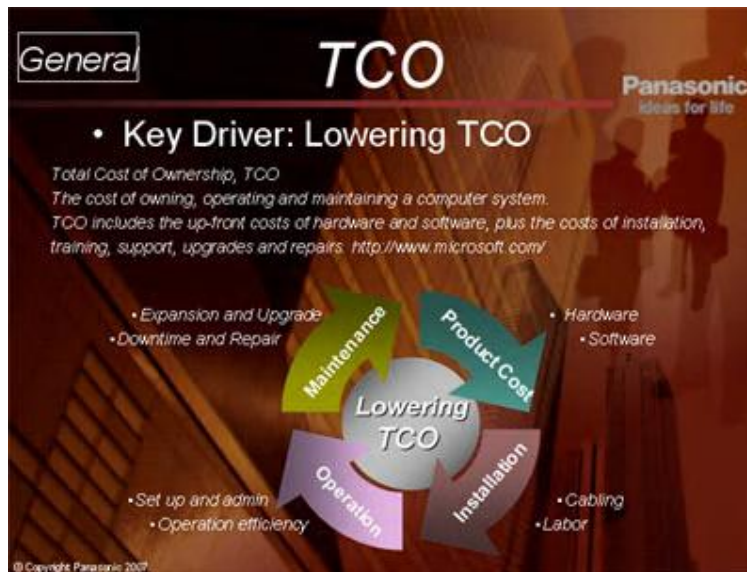 General
TCO
Panasonic
ideas for life
• Key Driver: Lowering TCO
Total Cost of Ownership, TCO
The cost of owning, operating and maintaining a computer system.
TCO includes the up-front costs of hardware and software, plus the costs of installation,
training, support, upgrades and repairs. http://www.microsoft.com/
• Expansion and Upgrade
• Downtime and Repair
Maintenance
Product Cost
• Hardware
• Software
Lowering
TCO
• Set up and admin
• Operation efficiency
Operation
Installation
• Cabling
• Labor
© Copyright Panasonic 2007